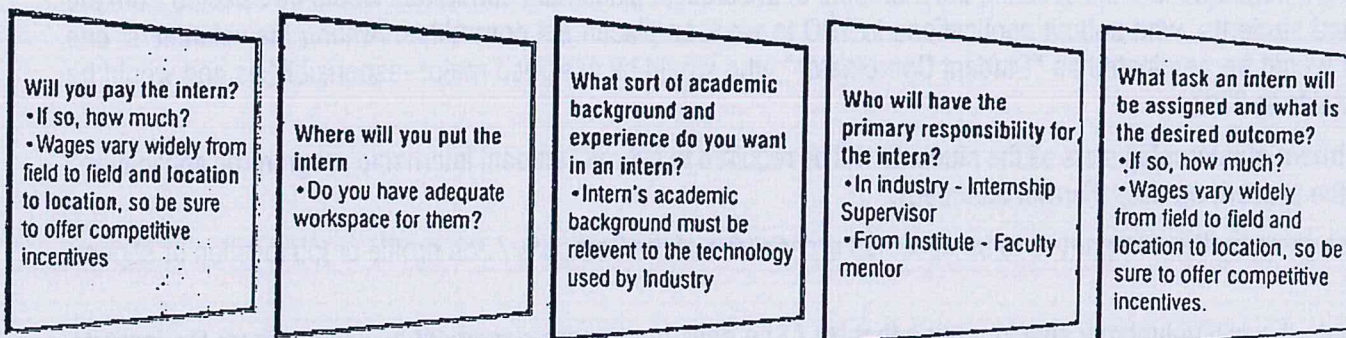 Will you pay the intern?
•If so, how much?
•Wages vary widely from
field to field and location
to location, so be sure
to offer competitive
incentives
Where will you put the
intern
•Do you have adequate
workspace for them?
What sort of academic
background and
experience do you want
in an intern?
•Intern's academic
background must be
relevent to the technology
used by Industry
Who will have the
primary responsibility for
the intern?
•In industry - Internship
Supervisor
•From Institute - Faculty
mentor
What task an intern will
be assigned and what is
the desired outcome?
•If so, how much?
•Wages vary widely
from field to field and
location to location, so be
sure to offer competitive
incentives.